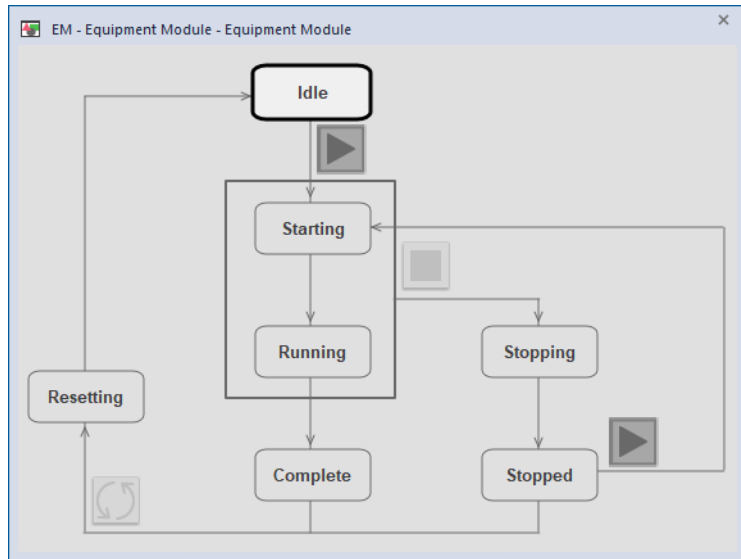 EM - Equipment Module - Equipment Module
Idle
Starting
Running
Stopping
Resetting
Complete
Stopped